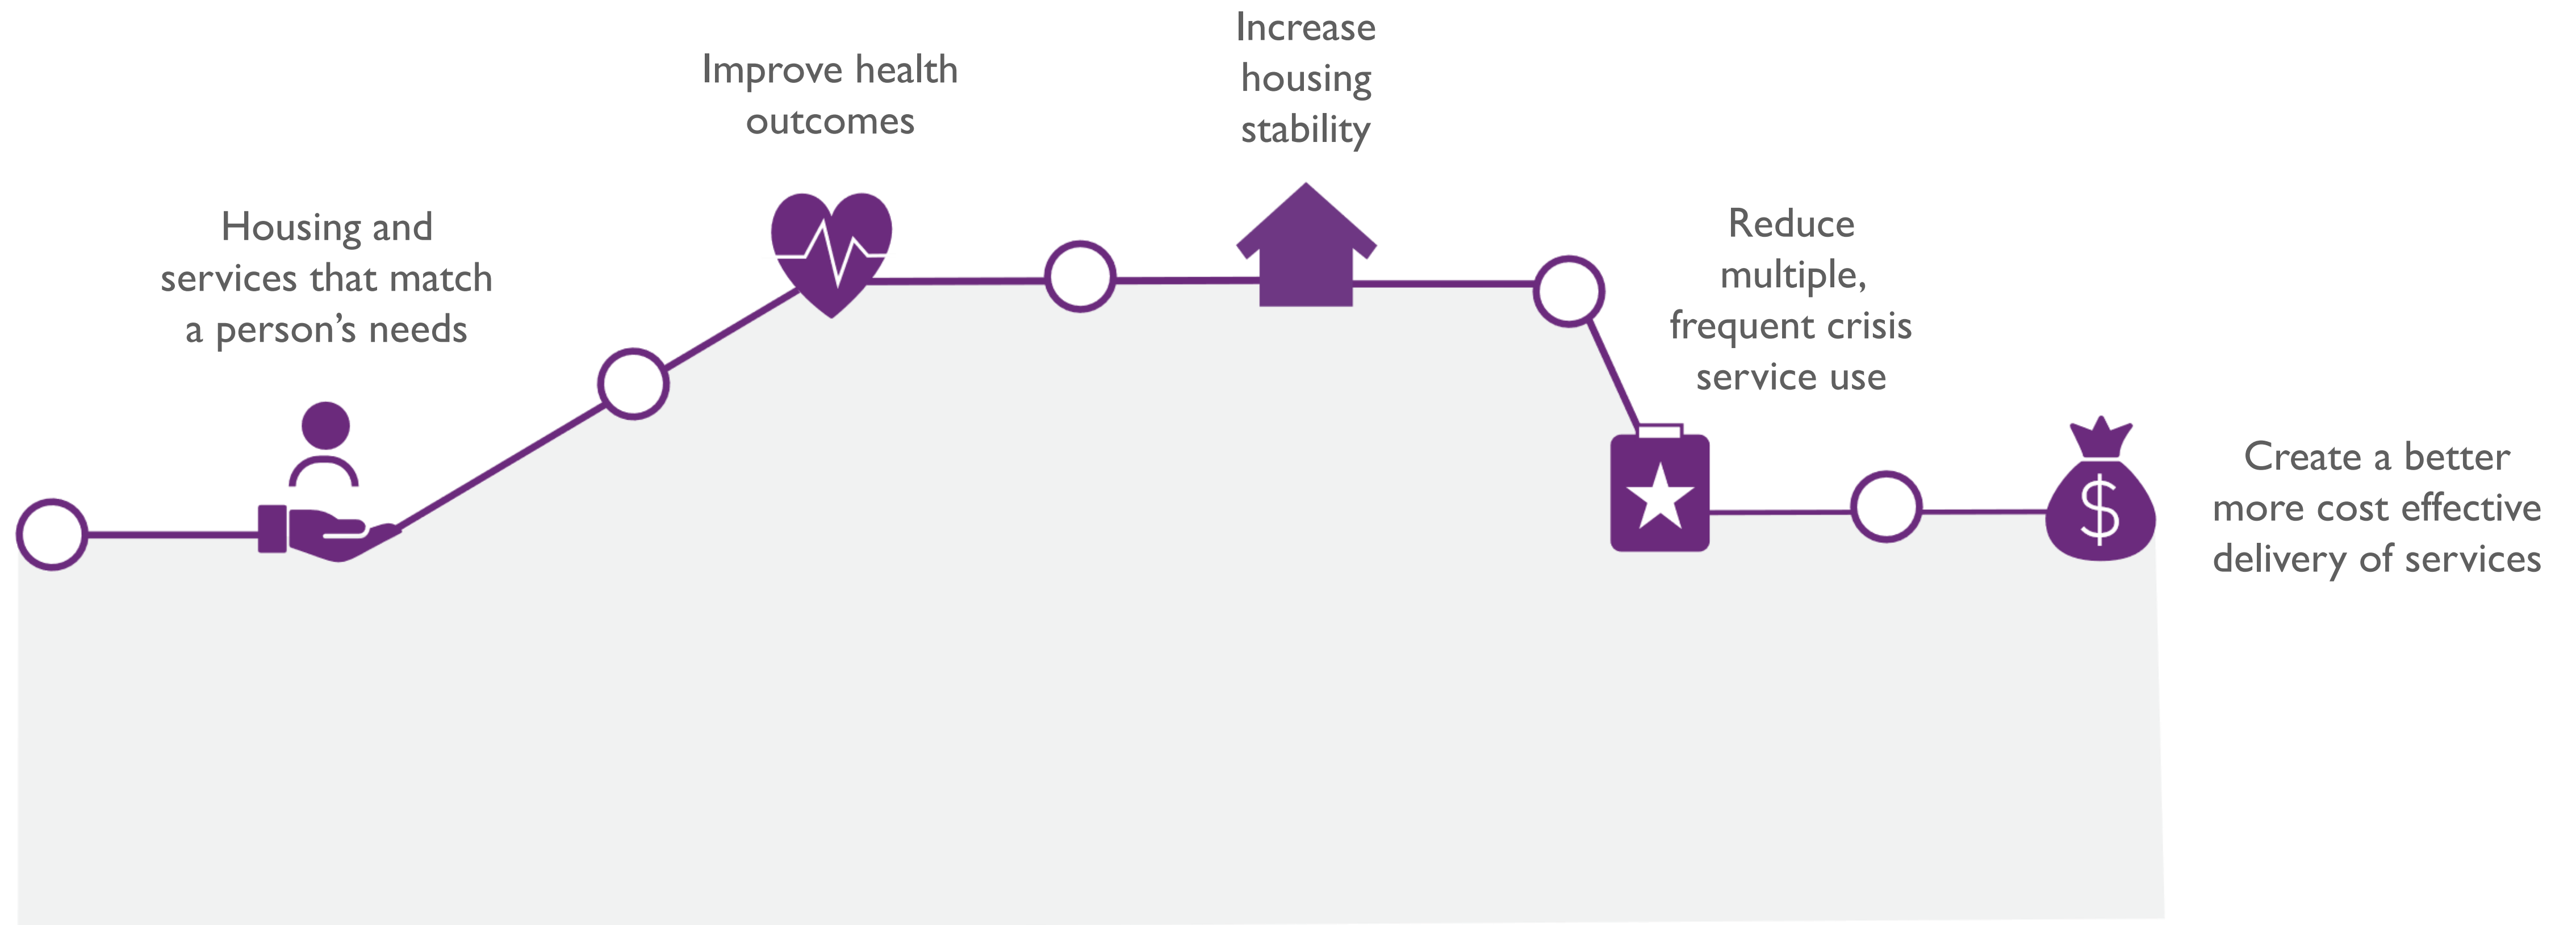 Housing and
services that match
a person’s needs
Improve health
outcomes
Increase
housing
stability
Reduce
multiple,
frequent crisis
service use
$
Create a better
more cost effective
delivery of services